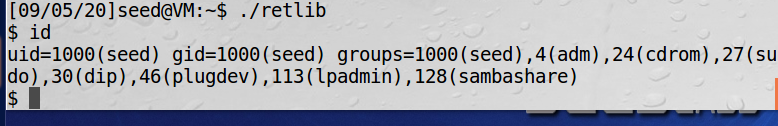 [09/05/20]seed@VM:~$ ./retlib
$ id
uid=1000(seed) gid=1000(seed) groups=1000(seed),4(adm),24(cdrom),27(su
do),30(dip),46(plugdev),113(lpadmin),128(sambashare)
$